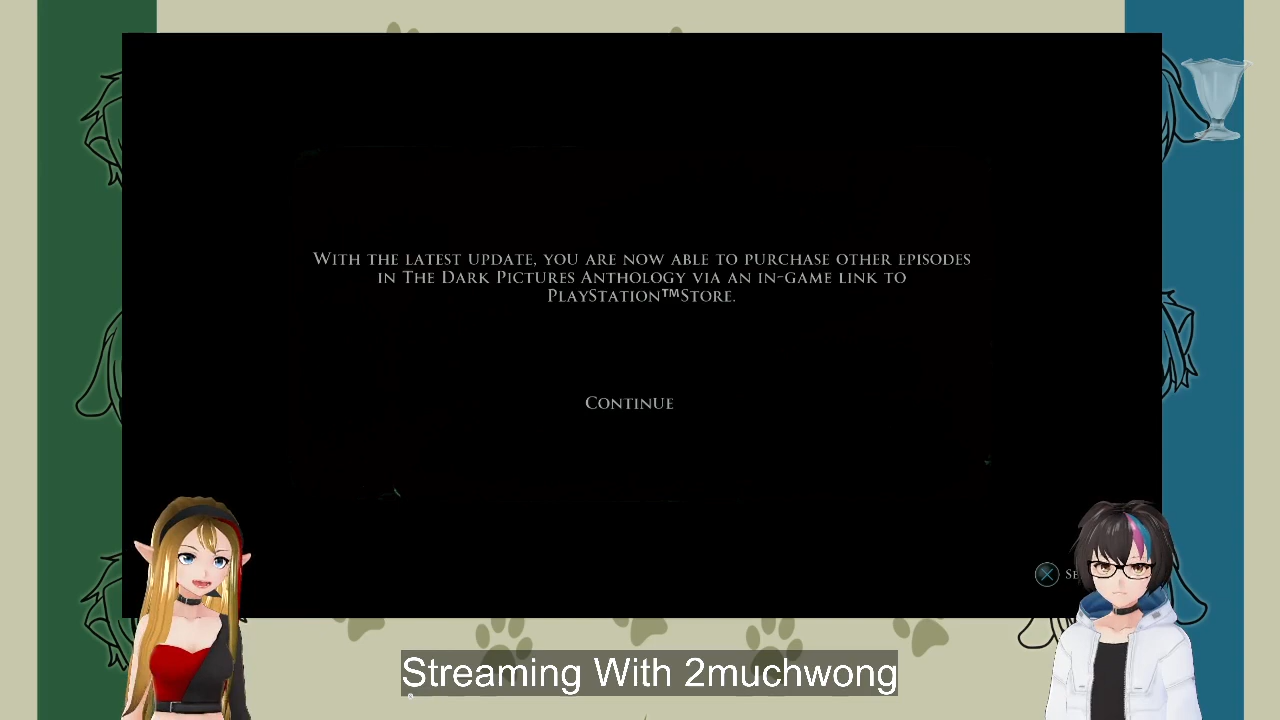 With the latest update, you are now able to purchase other episodes
in The Dark Pictures Anthology via an in-game link to
PlayStation™Store.
Continue
Streaming With 2muchwong